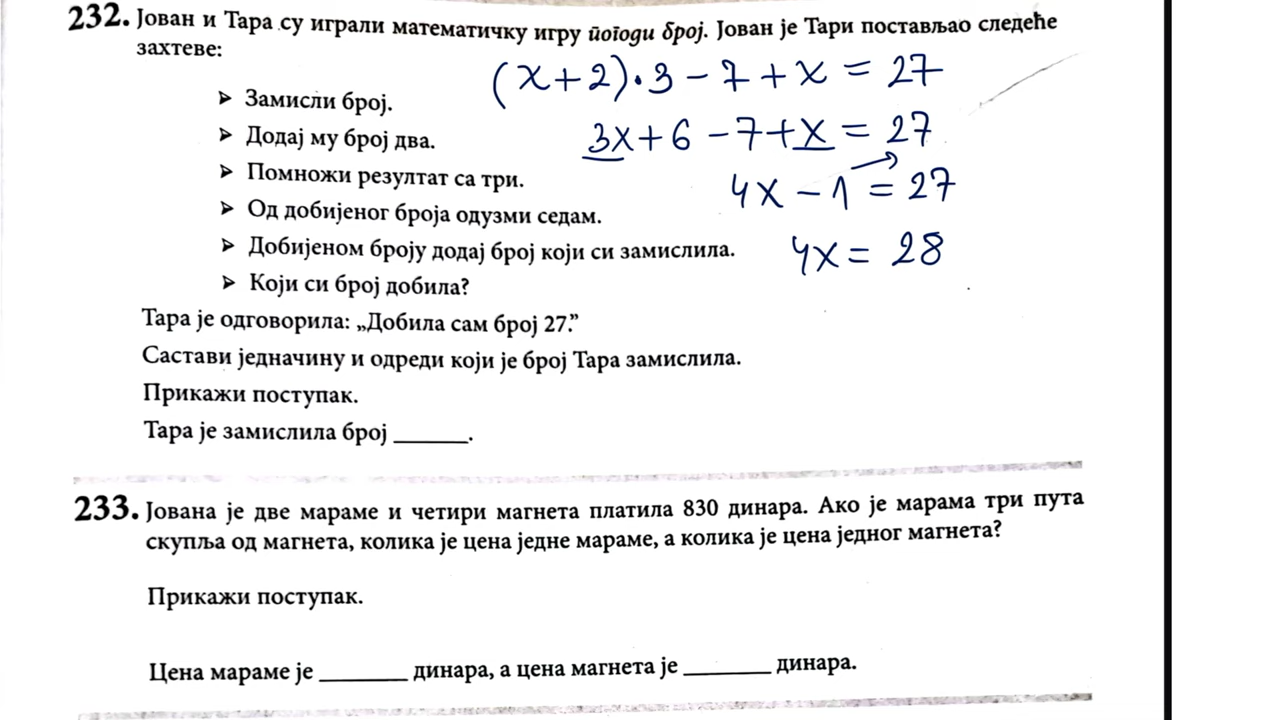 232. Јован и Тара су играли математичку игру погоди број. Јован је Тари постављао следеће
захтеве:
(x+2)·3-7+x=27
➢ Замисли број.
➢ Додај му број два.
3x+6-7+x=27
➢ Помножи резултат са три.
4x-1=27
➢ Од добијеног броја одузми седам.
➢ Добијеном броју додај број који си замислила.
4x=28
➢ Који си број добила?
Тара је одговорила: „Добила сам број 27.”
Састави једначину и одреди који је број Тара замислила.
Прикажи поступак.
Тара је замислила број ______.
233. Јована је две мараме и четири магнета платила 830 динара. Ако је марама три пута
скупља од магнета, колика је цена једне мараме, а колика је цена једног магнета?
Прикажи поступак.
Цена мараме је _______ динара, а цена магнета је _______ динара.